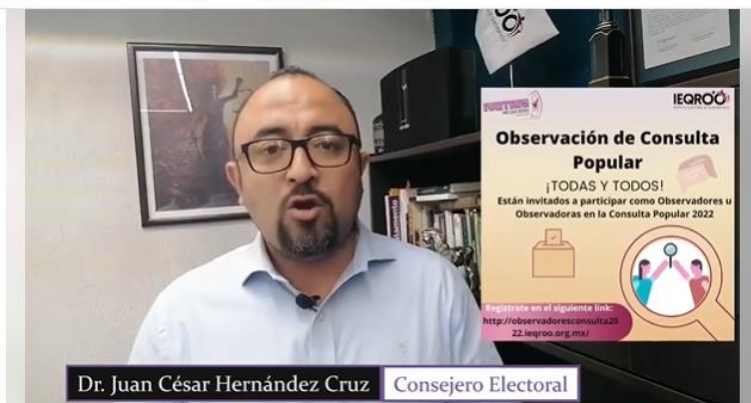 IEQROO
Observación de Consulta
Popular
¡TODAS Y TODOS!
Están invitados a participar como Observadores u
Observadoras en la Consulta Popular 2022
Regístrate en el siguiente link:
http://observadoresconsulta20
22.ieqroo.org.mx/
Dr. Juan César Hernández Cruz
Consejero Electoral